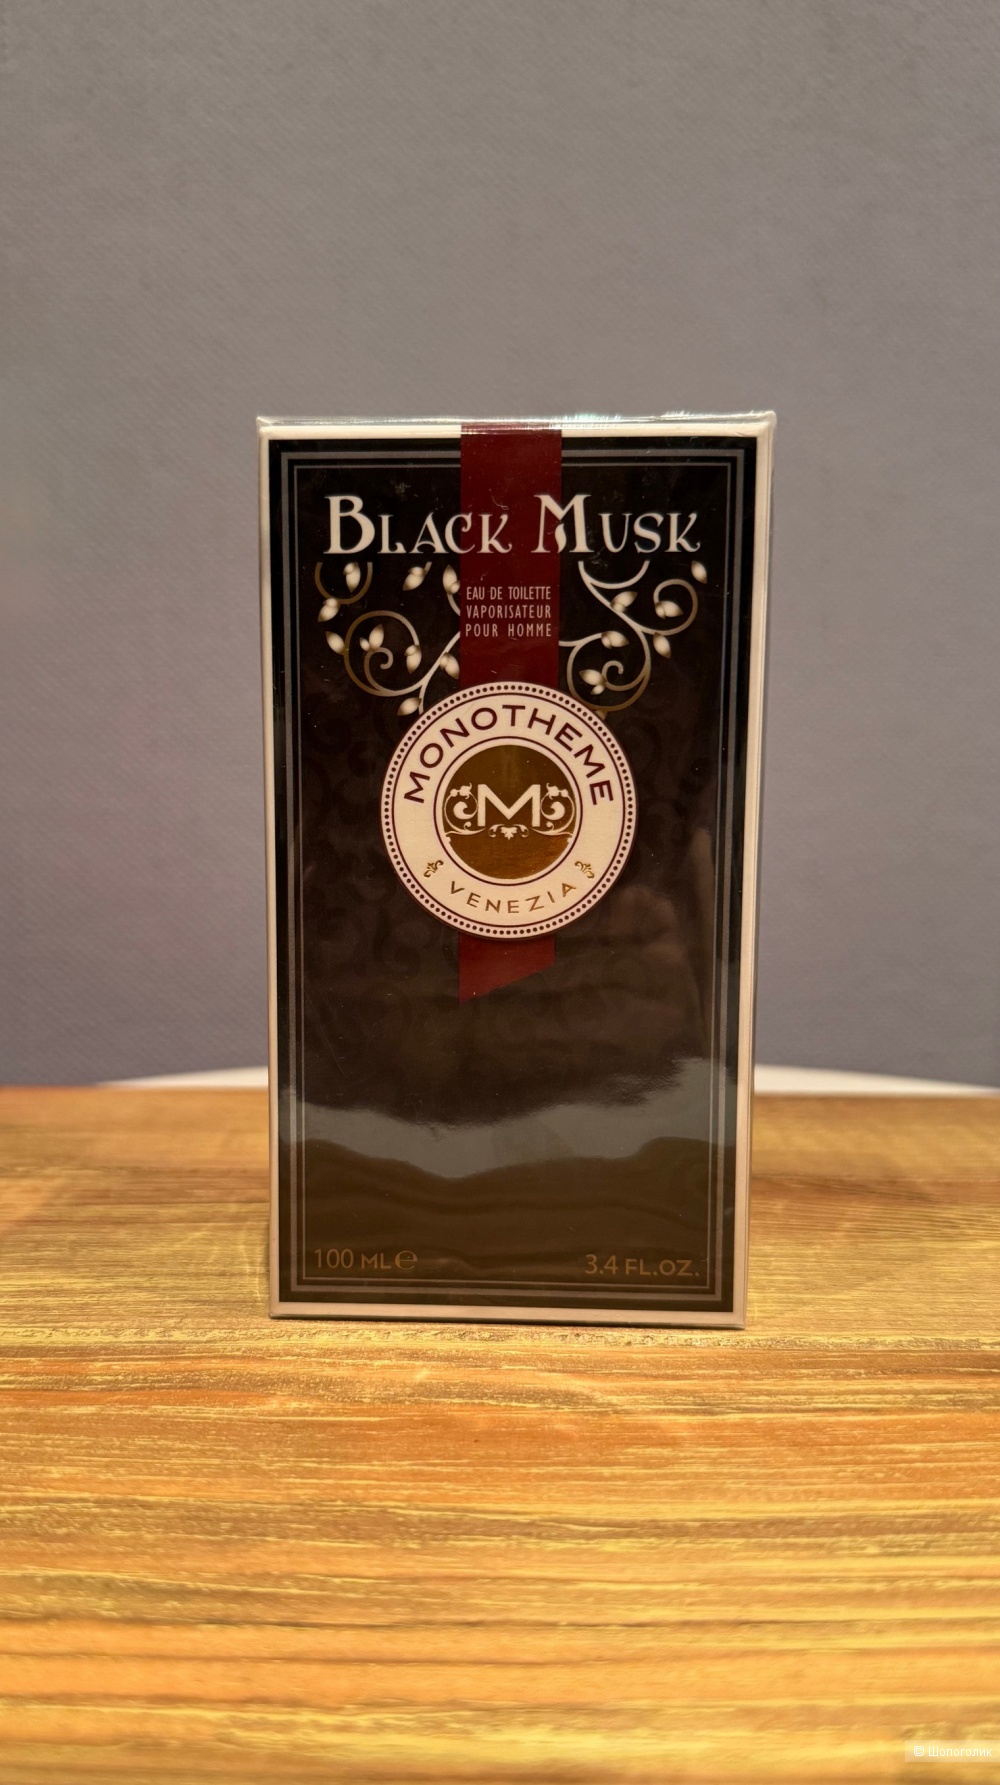 BLACK MUSK
EAU DE TOILETTE
VAPORISATEUR
POUR HOMME
MONOTHEME
M
VENEZIA
100 ML ℮
3.4 FL.OZ.
© Шопоголик